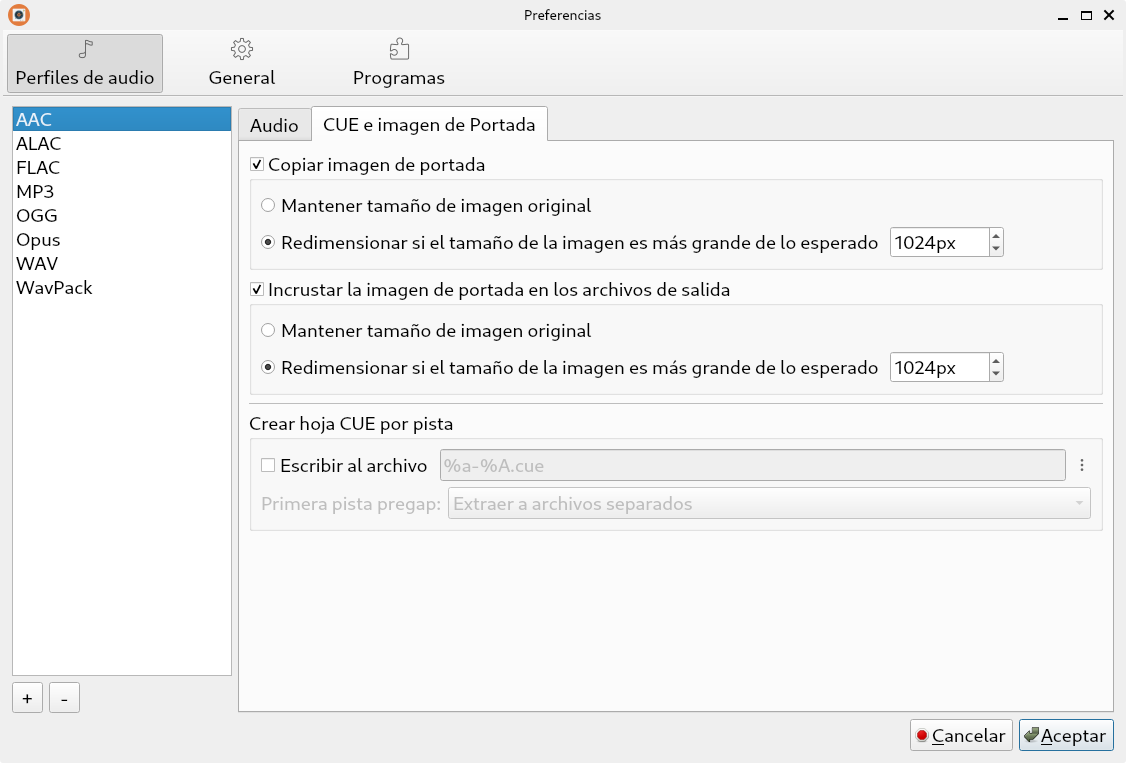 Preferencias
Perfiles de audio
General
Programas
AAC
ALAC
FLAC
MP3
OGG
Opus
WAV
WavPack
+
-
Audio
CUE e imagen de Portada
Copiar imagen de portada
Mantener tamaño de imagen original
Redimensionar si el tamaño de la imagen es más grande de lo esperado 1024px
Incrustar la imagen de portada en los archivos de salida
Mantener tamaño de imagen original
Redimensionar si el tamaño de la imagen es más grande de lo esperado 1024px
Crear hoja CUE por pista
Escribir al archivo %a-%A.cue
Primera pista pregap: Extraer a archivos separados
Cancelar
Aceptar